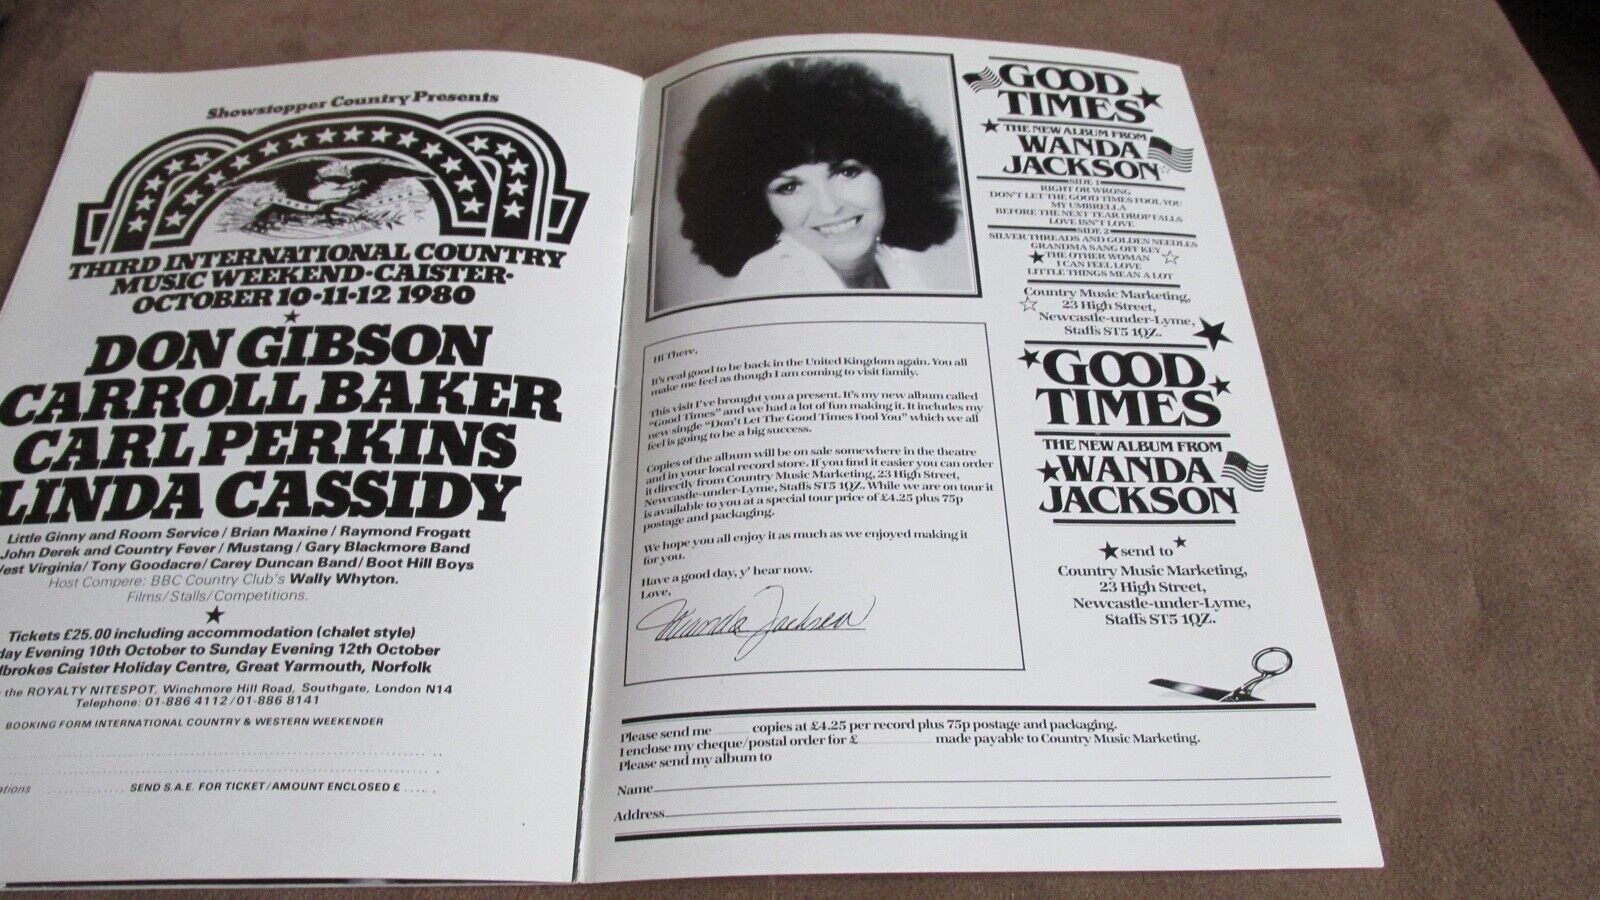 Showstopper Country Presents
THIRD INTERNATIONAL COUNTRY
MUSIC WEEKEND·CAISTER·
OCTOBER 10·11·12 1980
DON GIBSON
CARROLL BAKER
CARL PERKINS
LINDA CASSIDY
Little Ginny and Room Service/Brian Maxine/Raymond Frogatt
John Derek and Country Fever/Mustang/Gary Blackmore Band
West Virginia/Tony Goodacre/Carey Duncan Band/Boot Hill Boys
Host Compere: BBC Country Club's Wally Whyton.
Films/Stalls/Competitions.
Tickets £25.00 including accommodation (chalet style)
day Evening 10th October to Sunday Evening 12th October
dbrokes Caister Holiday Centre, Great Yarmouth, Norfolk
the ROYALTY NITESPOT, Winchmore Hill Road, Southgate, London N14
Telephone: 01-886 4112/01-886 8141
BOOKING FORM INTERNATIONAL COUNTRY & WESTERN WEEKENDER
ations SEND S.A.E. FOR TICKET/AMOUNT ENCLOSED £
Hi There,
It's real good to be back in the United Kingdom again. You all
make me feel as though I am coming to visit family.
This visit I've brought you a present. It's my new album called
"Good Times" and we had a lot of fun making it. It includes my
new single "Don't Let The Good Times Fool You" which we all
feel is going to be a big success.
Copies of the album will be on sale somewhere in the theatre
and in your local record store. If you find it easier you can order
it directly from Country Music Marketing, 23 High Street,
Newcastle-under-Lyme, Staffs ST5 1QZ. While we are on tour it
is available to you at a special tour price of £4.25 plus 75p
postage and packaging.
We hope you all enjoy it as much as we enjoyed making it
for you.
Have a good day, y' hear now.
Love,
Wanda Jackson
GOOD
TIMES
THE NEW ALBUM FROM
WANDA
JACKSON
SIDE 1
RIGHT OR WRONG
DON'T LET THE GOOD TIMES FOOL YOU
MY UMBRELLA
BEFORE THE NEXT TEAR DROP FALLS
LOVE ISN'T LOVE
SIDE 2
SILVER THREADS AND GOLDEN NEEDLES
GRANDMA SANG OFF KEY
THE OTHER WOMAN
I CAN FEEL LOVE
LITTLE THINGS MEAN A LOT
Country Music Marketing,
23 High Street,
Newcastle-under-Lyme,
Staffs ST5 1QZ.
GOOD
TIMES
THE NEW ALBUM FROM
WANDA
JACKSON
send to
Country Music Marketing,
23 High Street,
Newcastle-under-Lyme,
Staffs ST5 1QZ.
Please send me copies at £4.25 per record plus 75p postage and packaging.
I enclose my cheque/postal order for £ made payable to Country Music Marketing.
Please send my album to
Name
Address